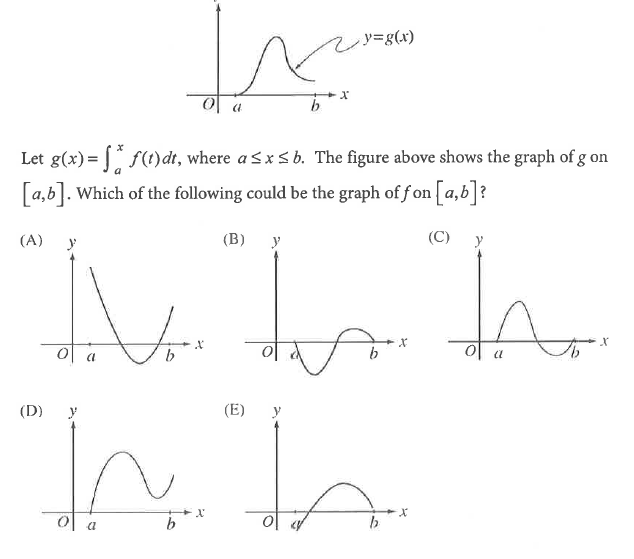 y=g(x)
O a b x
Let g(x) = ∫ₐˣ f(t)dt, where a ≤ x ≤ b. The figure above shows the graph of g on
[a,b]. Which of the following could be the graph of f on [a,b]?
(A) y (B) y (C) y
O a b x O a b x O a b x
(D) y (E) y
O a b x O a b x